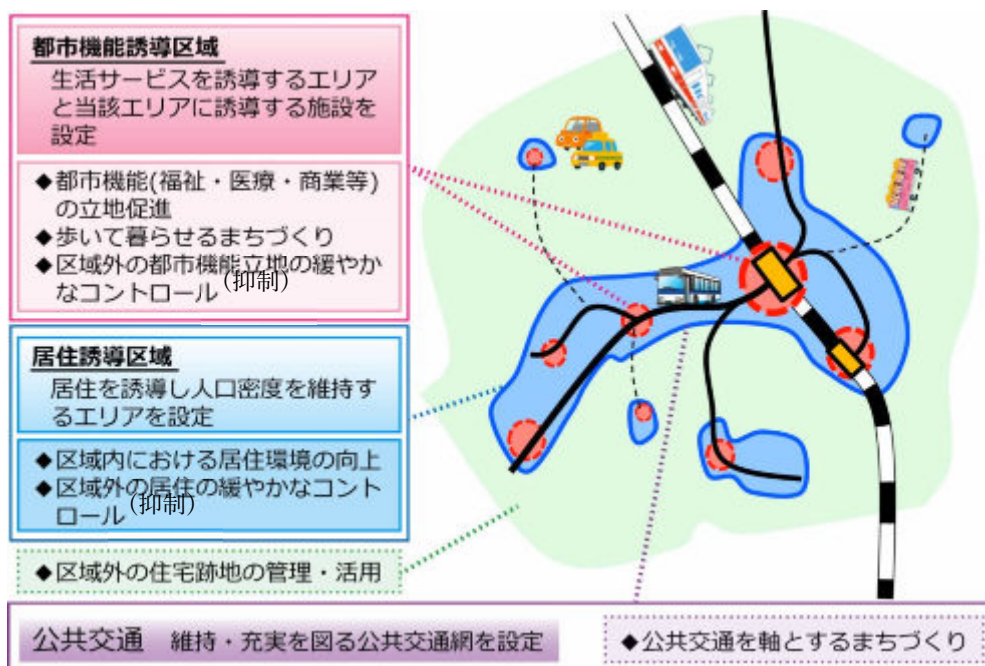 都市機能誘導区域
生活サービスを誘導するエリア
と当該エリアに誘導する施設を
設定
◆都市機能(福祉・医療・商業等)
の立地促進
◆歩いて暮らせるまちづくり
◆区域外の都市機能立地の緩やか
なコントロール(抑制)
居住誘導区域
居住を誘導し人口密度を維持す
るエリアを設定
◆区域内における居住環境の向上
◆区域外の居住の緩やかなコント
ロール(抑制)
◆区域外の住宅跡地の管理・活用
公共交通 維持・充実を図る公共交通網を設定
◆公共交通を軸とするまちづくり